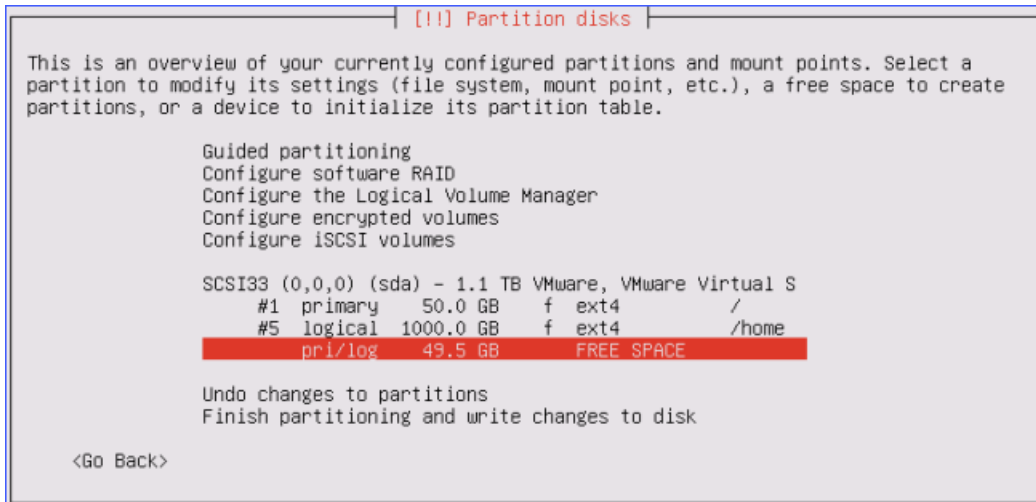 [!!] Partition disks
This is an overview of your currently configured partitions and mount points. Select a
partition to modify its settings (file system, mount point, etc.), a free space to create
partitions, or a device to initialize its partition table.
Guided partitioning
Configure software RAID
Configure the Logical Volume Manager
Configure encrypted volumes
Configure iSCSI volumes
SCSI33 (0,0,0) (sda) - 1.1 TB VMware, VMware Virtual S
#1 primary 50.0 GB f ext4 /
#5 logical 1000.0 GB f ext4 /home
pri/log 49.5 GB FREE SPACE
Undo changes to partitions
Finish partitioning and write changes to disk
<Go Back>